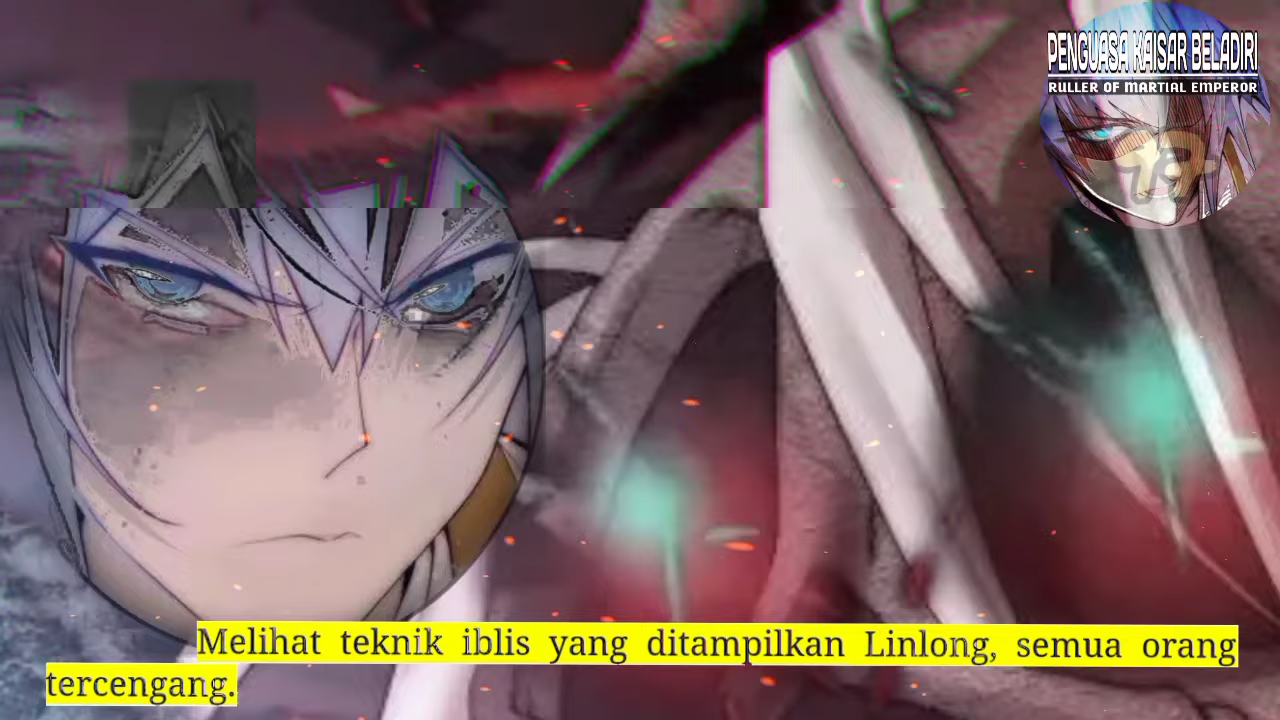 PENGUASA KAISAR BELADIRI
RULLER OF MARTIAL EMPEROR
Melihat teknik iblis yang ditampilkan Linlong, semua orang
tercengang.